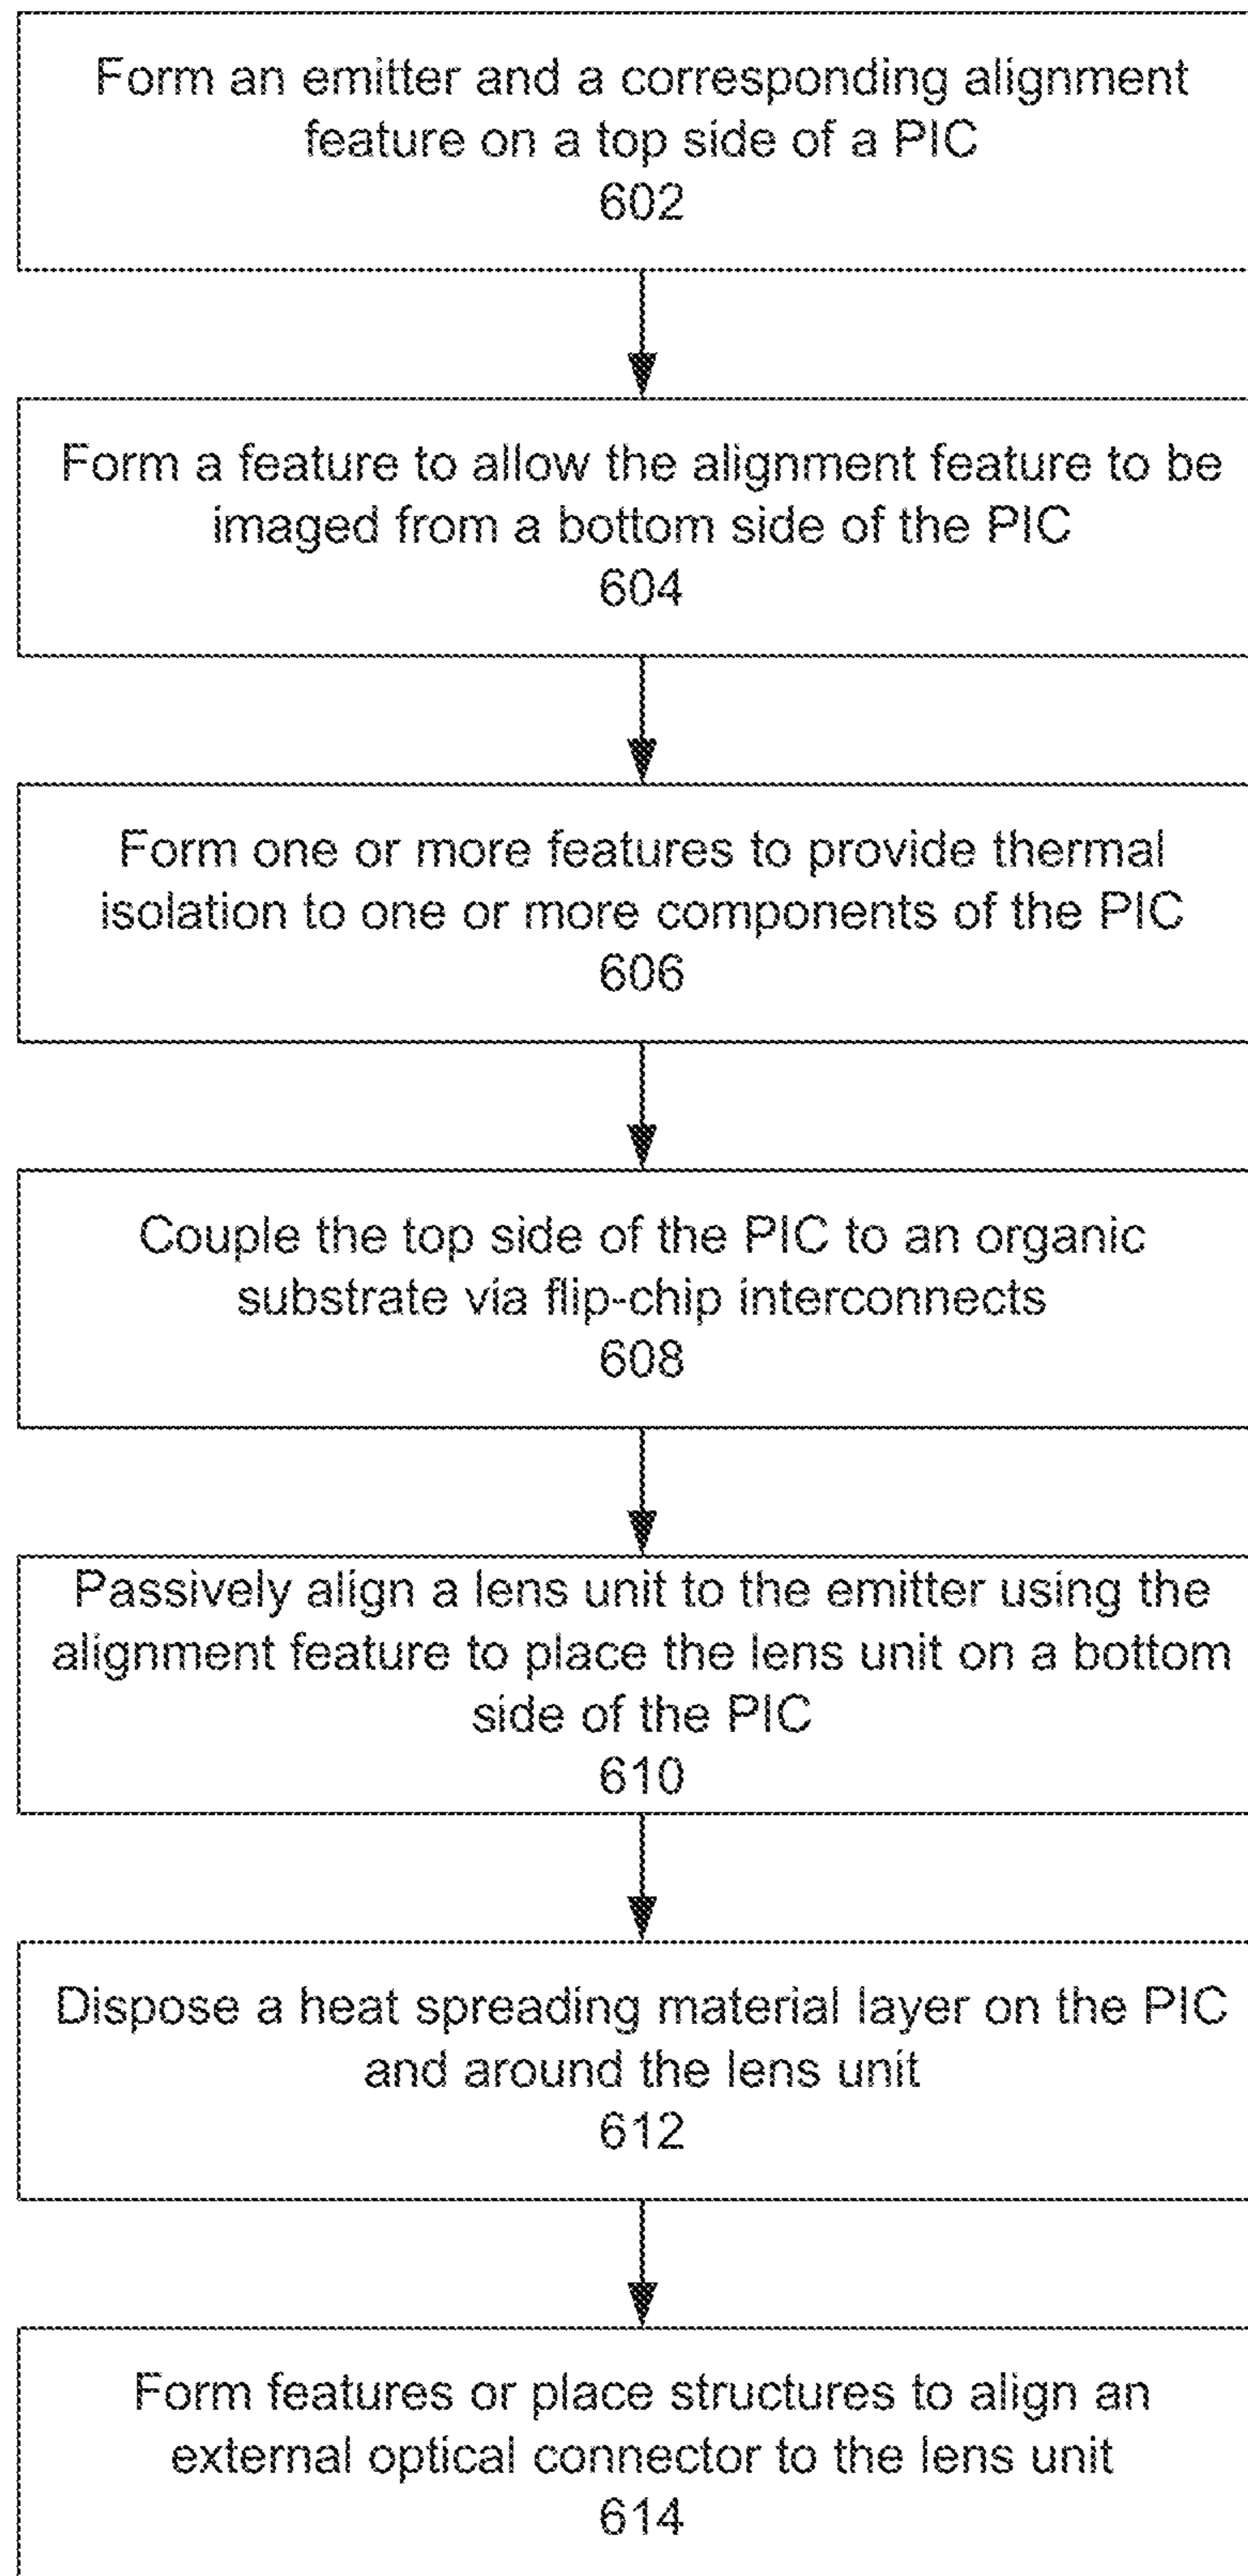 Form an emitter and a corresponding alignment
feature on a top side of a PIC
602
Form a feature to allow the alignment feature to be
imaged from a bottom side of the PIC
604
Form one or more features to provide thermal
isolation to one or more components of the PIC
606
Couple the top side of the PIC to an organic
substrate via flip-chip interconnects
608
Passively align a lens unit to the emitter using the
alignment feature to place the lens unit on a bottom
side of the PIC
610
Dispose a heat spreading material layer on the PIC
and around the lens unit
612
Form features or place structures to align an
external optical connector to the lens unit
614